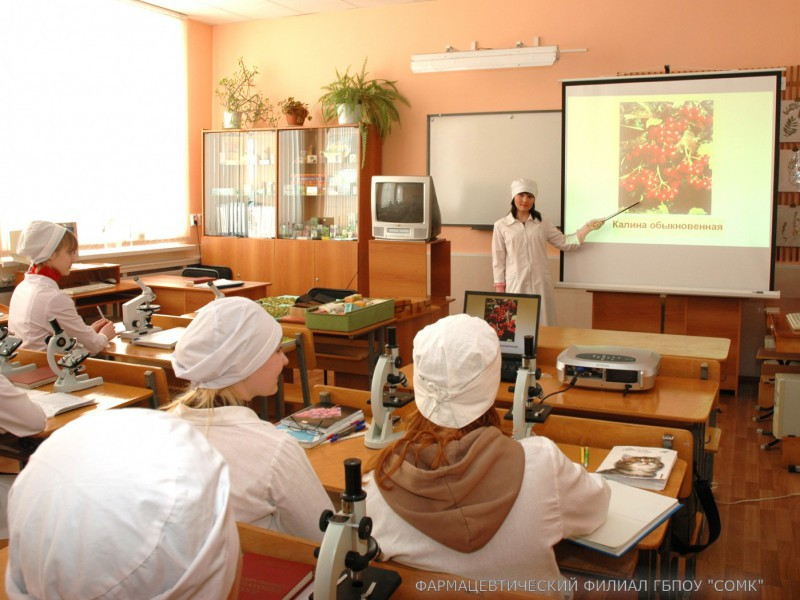 Калина обыкновенная
ФАРМАЦЕВТИЧЕСКИЙ ФИЛИАЛ ГБПОУ "СОМК"